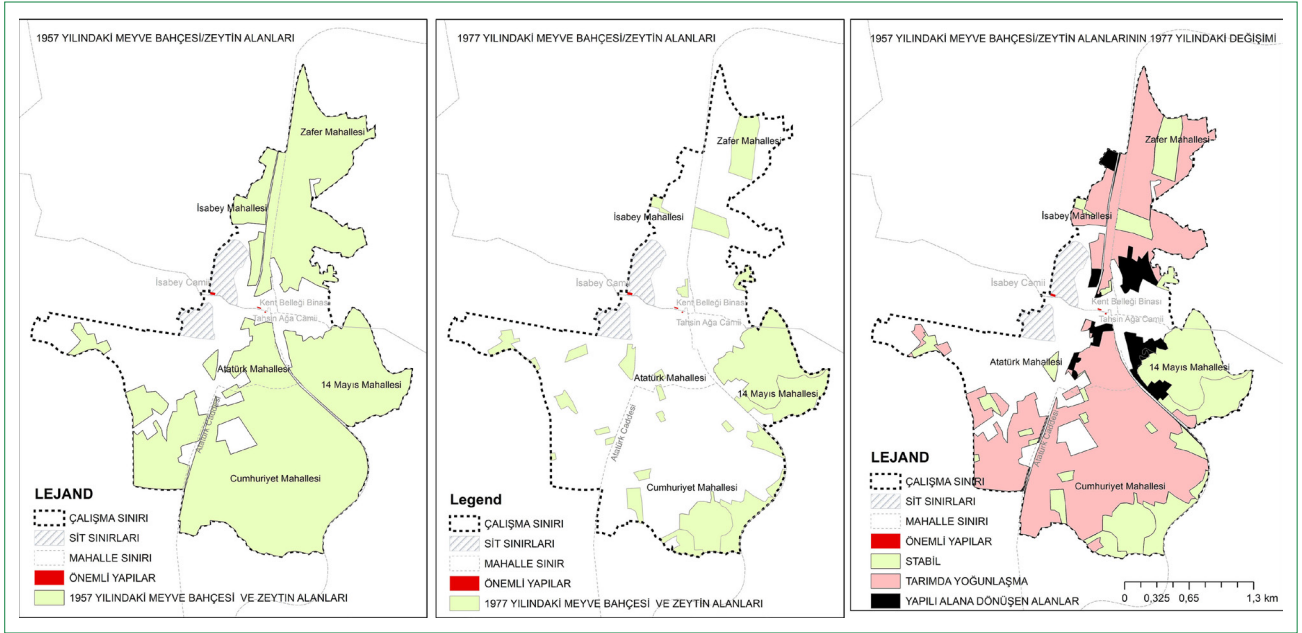 1957 YILINDAKİ MEYVE BAHÇESİ/ZEYTİN ALANLARI
Zafer Mahallesi
İsabey Mahallesi
İsabey Camii
Kent Belleği Binası
Tahsin Ağa Camii
Atatürk Mahallesi
14 Mayıs Mahallesi
Atatürk Caddesi
Cumhuriyet Mahallesi
LEJAND
ÇALIŞMA SINIRI
SİT SINIRLARI
MAHALLE SINIRI
ÖNEMLİ YAPILAR
1957 YILINDAKİ MEYVE BAHÇESİ VE ZEYTİN ALANLARI
1977 YILINDAKİ MEYVE BAHÇESİ/ZEYTİN ALANLARI
Zafer Mahallesi
İsabey Mahallesi
İsabey Camii
Kent Belleği Binası
Tahsin Ağa Camii
Atatürk Mahallesi
14 Mayıs Mahallesi
Atatürk Caddesi
Cumhuriyet Mahallesi
Legend
ÇALIŞMA SINIRI
SİT SINIRLARI
MAHALLE SINIR
ÖNEMLİ YAPILAR
1977 YILINDAKİ MEYVE BAHÇESİ VE ZEYTİN ALANLARI
1957 YILINDAKİ MEYVE BAHÇESİ/ZEYTİN ALANLARININ 1977 YILINDAKİ DEĞİŞİMİ
Zafer Mahallesi
İsabey Mahallesi
İsabey Camii
Kent Belleği Binası
Tahsin Ağa Camii
Atatürk Mahallesi
14 Mayıs Mahallesi
Atatürk Caddesi
Cumhuriyet Mahallesi
LEJAND
ÇALIŞMA SINIRI
SİT SINIRLARI
MAHALLE SINIRI
ÖNEMLİ YAPILAR
STABİL
TARIMDA YOĞUNLAŞMA
YAPILI ALANA DÖNÜŞEN ALANLAR
0 0,325 0,65 1,3 km